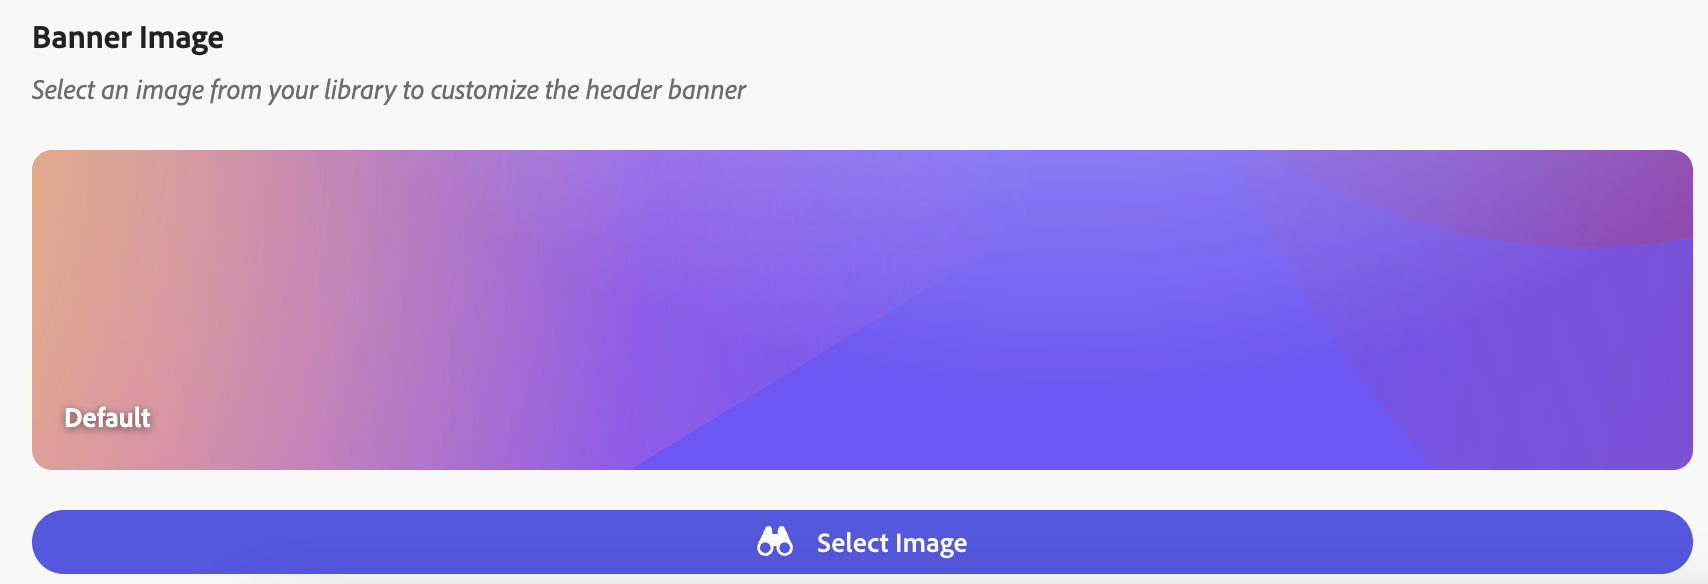 Banner Image
Select an image from your library to customize the header banner
Default
Select Image